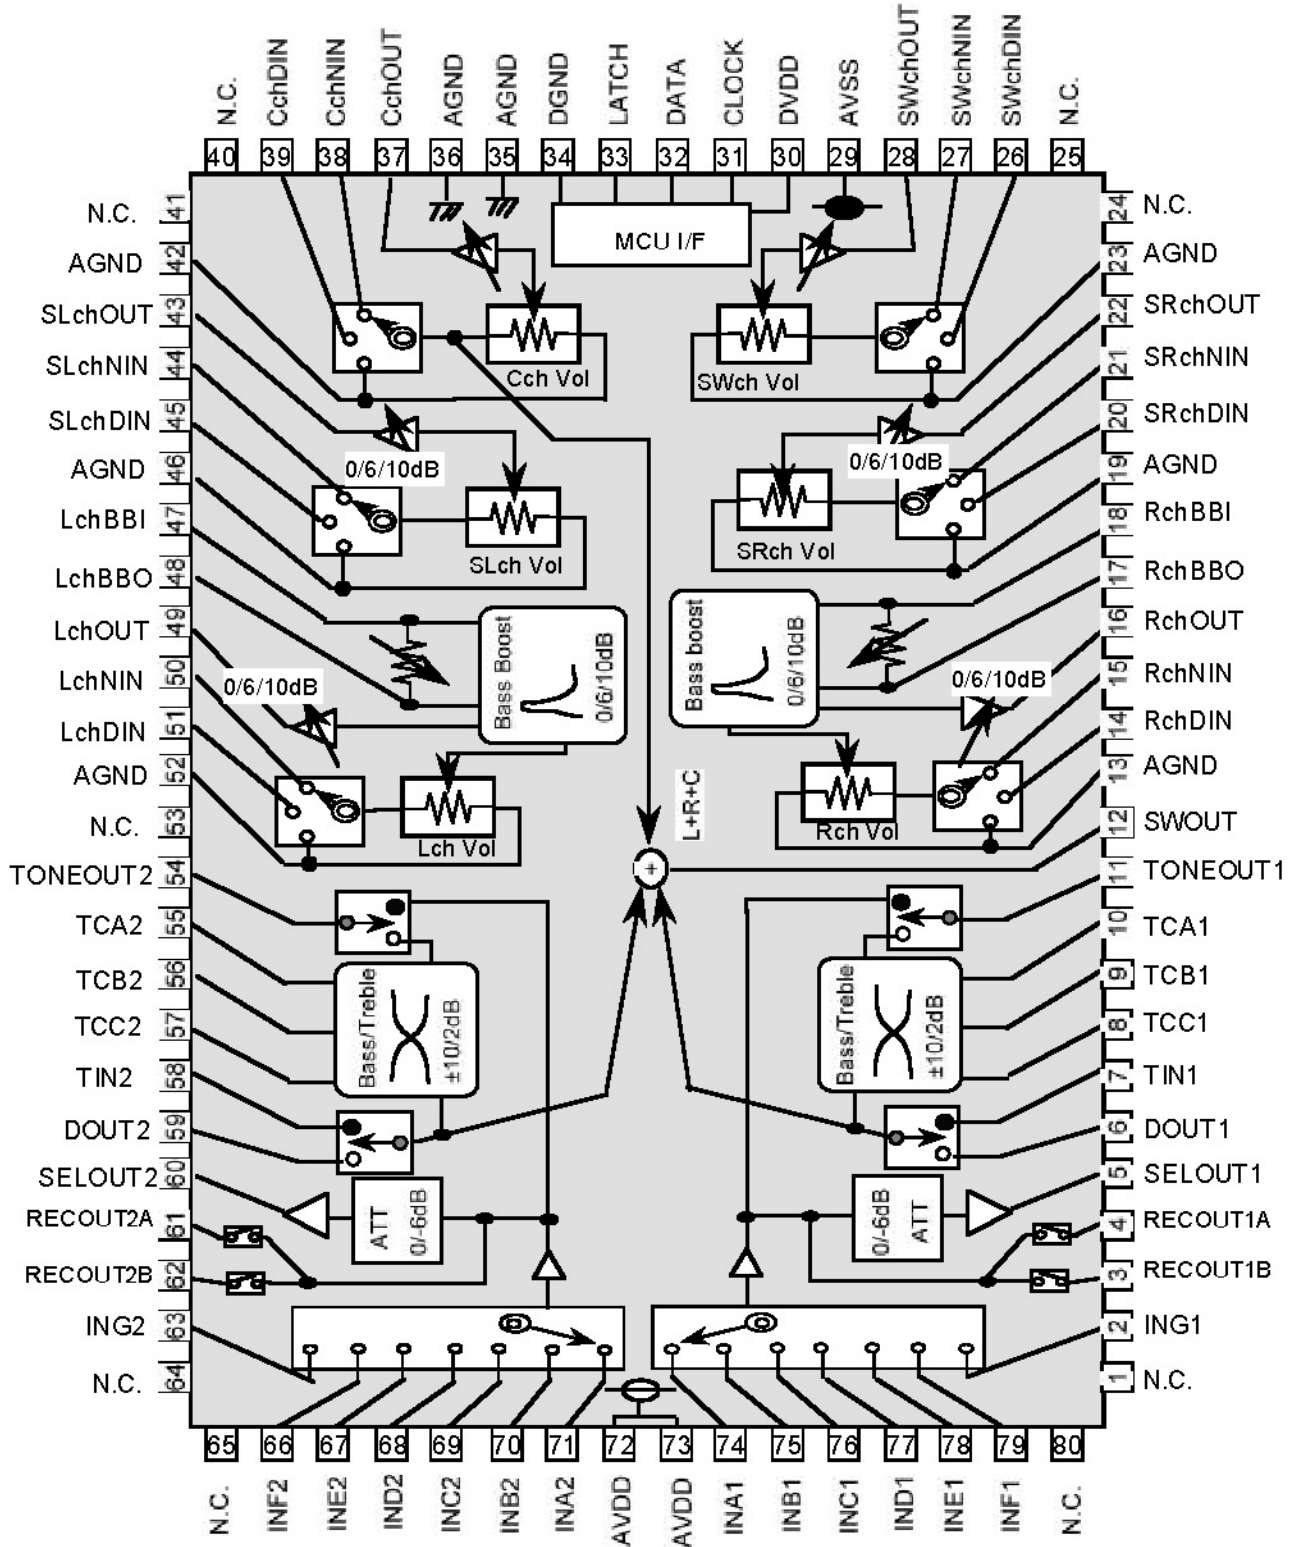 N.C.
CchDIN
CchNIN
CchOUT
AGND
AGND
DGND
LATCH
DATA
CLOCK
DVDD
AVSS
SWchOUT
SWchNIN
SWchDIN
N.C.
40
39
38
37
36
35
34
33
32
31
30
29
28
27
26
25
N.C.
41
AGND
42
SLchOUT
43
SLchNIN
44
SLchDIN
45
AGND
46
LchBBI
47
LchBBO
48
LchOUT
49
LchNIN
50
LchDIN
51
AGND
52
N.C.
53
TONEOUT2
54
TCA2
55
TCB2
56
TCC2
57
TIN2
58
DOUT2
59
SELOUT2
60
RECOUT2A
61
RECOUT2B
62
ING2
63
N.C.
64
MCU I/F
Cch Vol
SWch Vol
0/6/10dB
0/6/10dB
SLch Vol
SRch Vol
Bass Boost
0/6/10dB
Bass boost
0/6/10dB
0/6/10dB
0/6/10dB
Lch Vol
Rch Vol
L+R+C
+
Bass/Treble
±10/2dB
Bass/Treble
±10/2dB
ATT
0/-6dB
0/-6dB
ATT
24
N.C.
23
AGND
22
SRchOUT
21
SRchNIN
20
SRchDIN
19
AGND
18
RchBBI
17
RchBBO
16
RchOUT
15
RchNIN
14
RchDIN
13
AGND
12
SWOUT
11
TONEOUT1
10
TCA1
9
TCB1
8
TCC1
7
TIN1
6
DOUT1
5
SELOUT1
4
RECOUT1A
3
RECOUT1B
2
ING1
1
N.C.
65
66
67
68
69
70
71
72
73
74
75
76
77
78
79
80
N.C.
INF2
INE2
IND2
INC2
INB2
INA2
AVDD
AVDD
INA1
INB1
INC1
IND1
INE1
INF1
N.C.